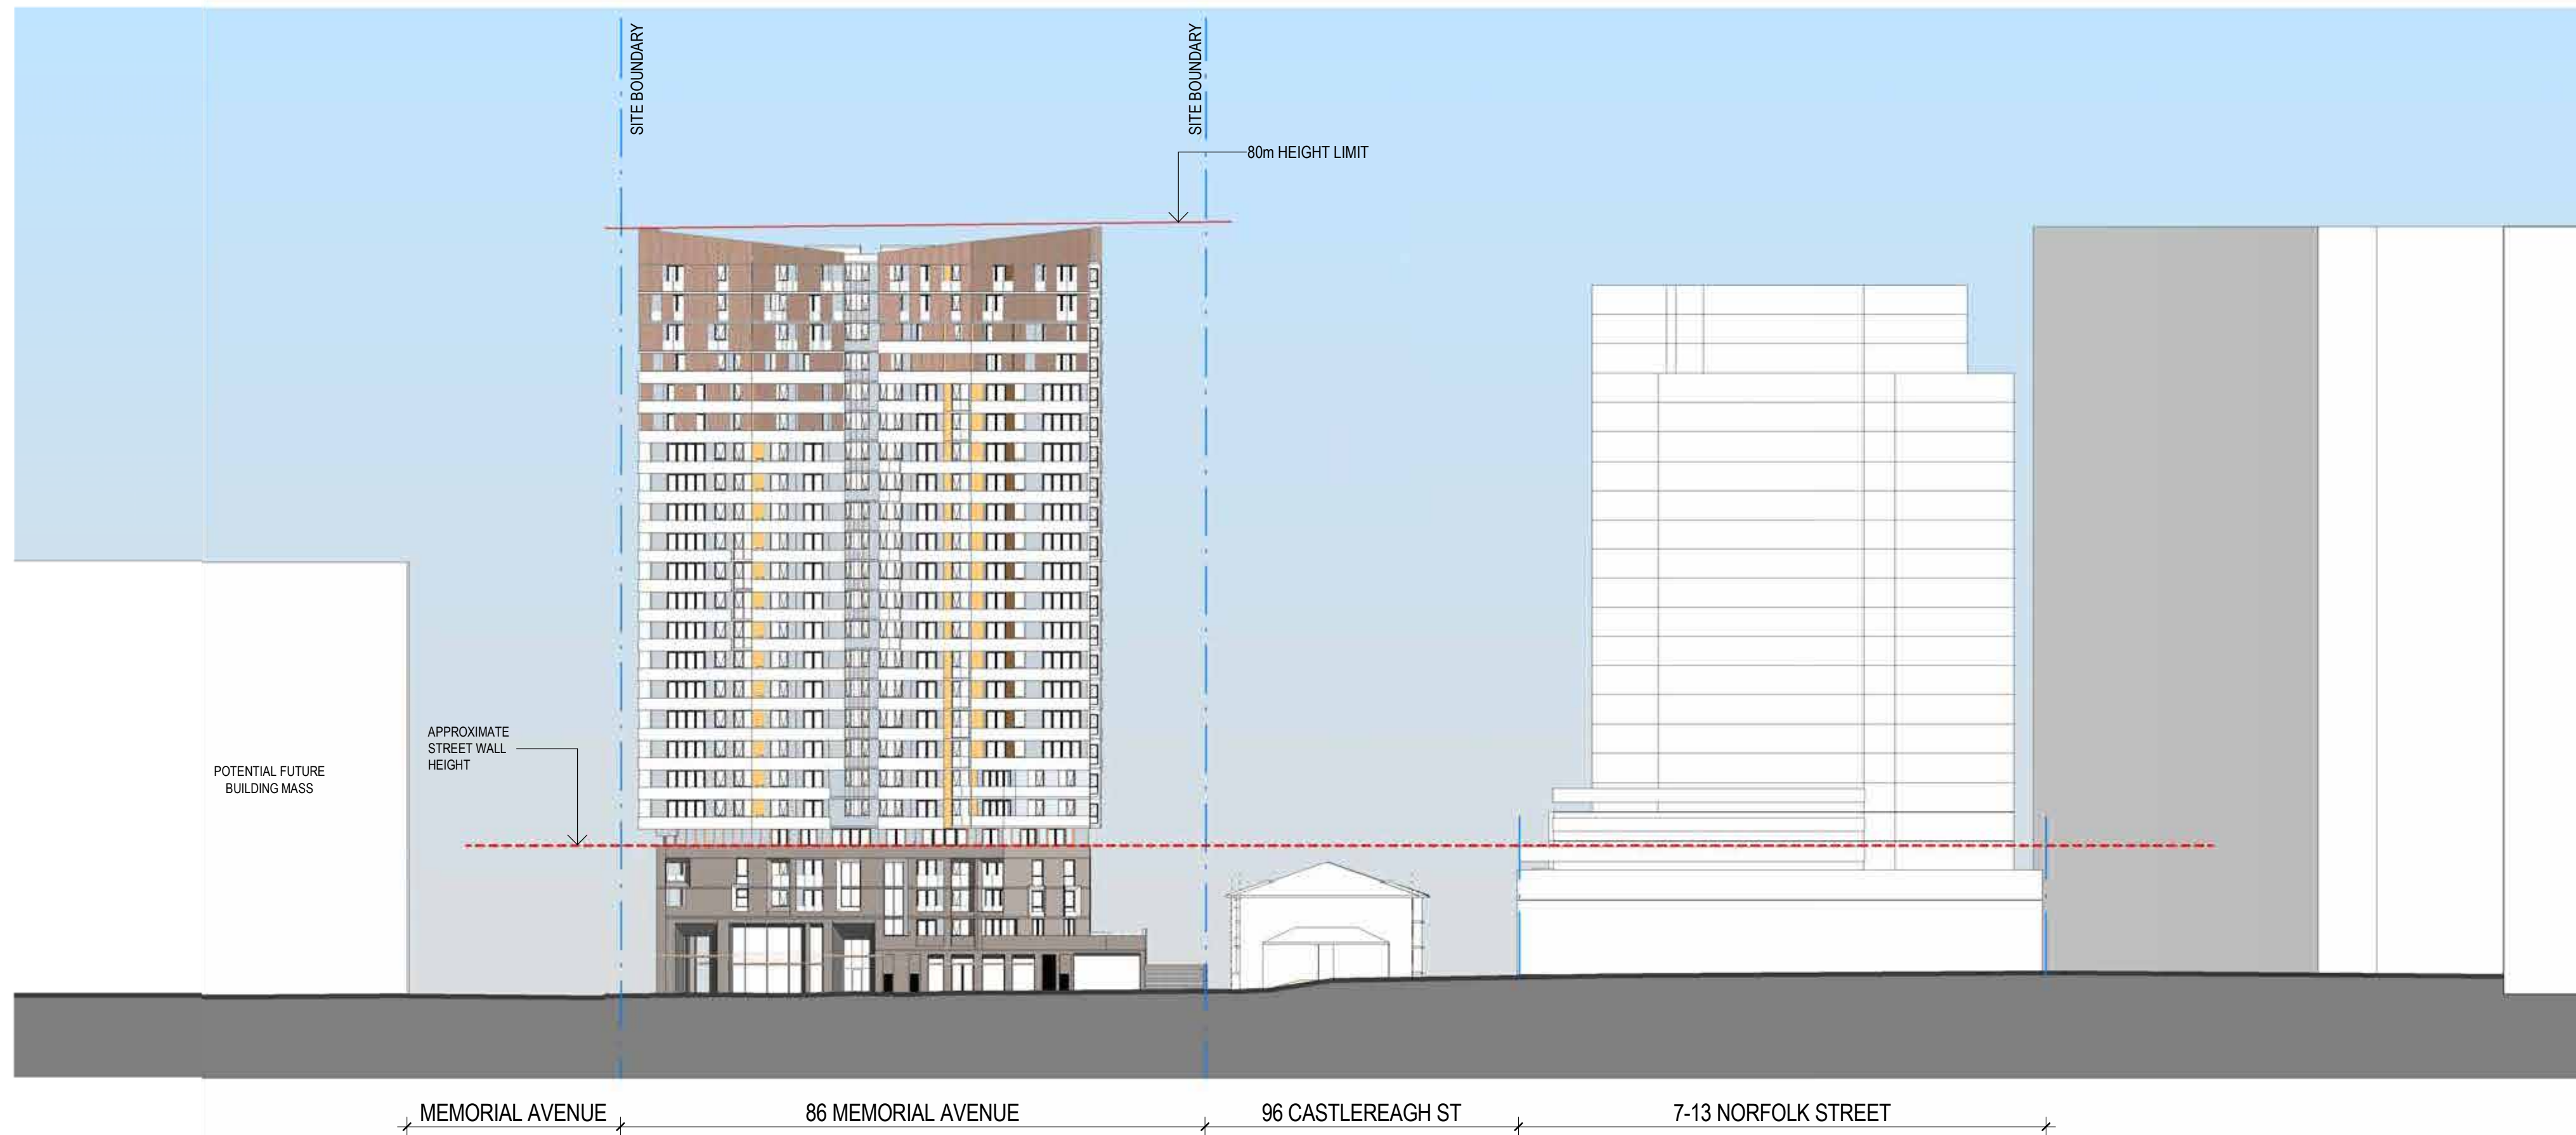 SITE BOUNDARY
SITE BOUNDARY
80m HEIGHT LIMIT
APPROXIMATE
STREET WALL
HEIGHT
POTENTIAL FUTURE
BUILDING MASS
MEMORIAL AVENUE
86 MEMORIAL AVENUE
96 CASTLEREAGH ST
7-13 NORFOLK STREET